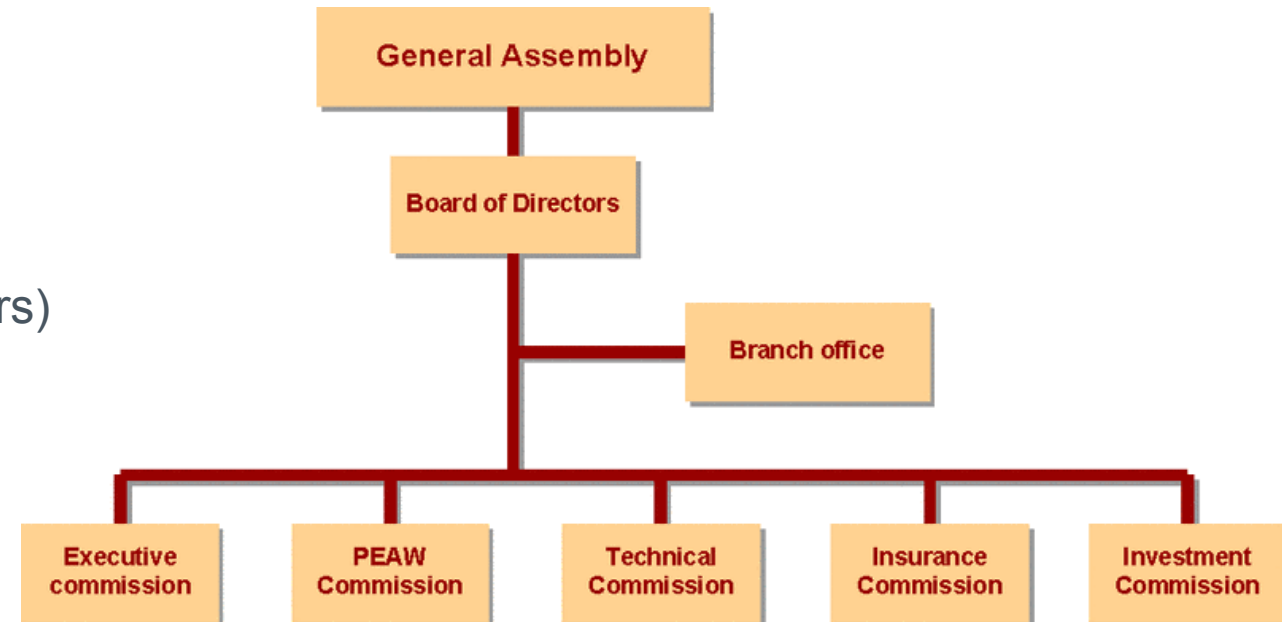 General Assembly
Board of Directors
rs)
Branch office
Executive
commission
PEAW
Commission
Technical
Commission
Insurance
Commission
Investment
Commission